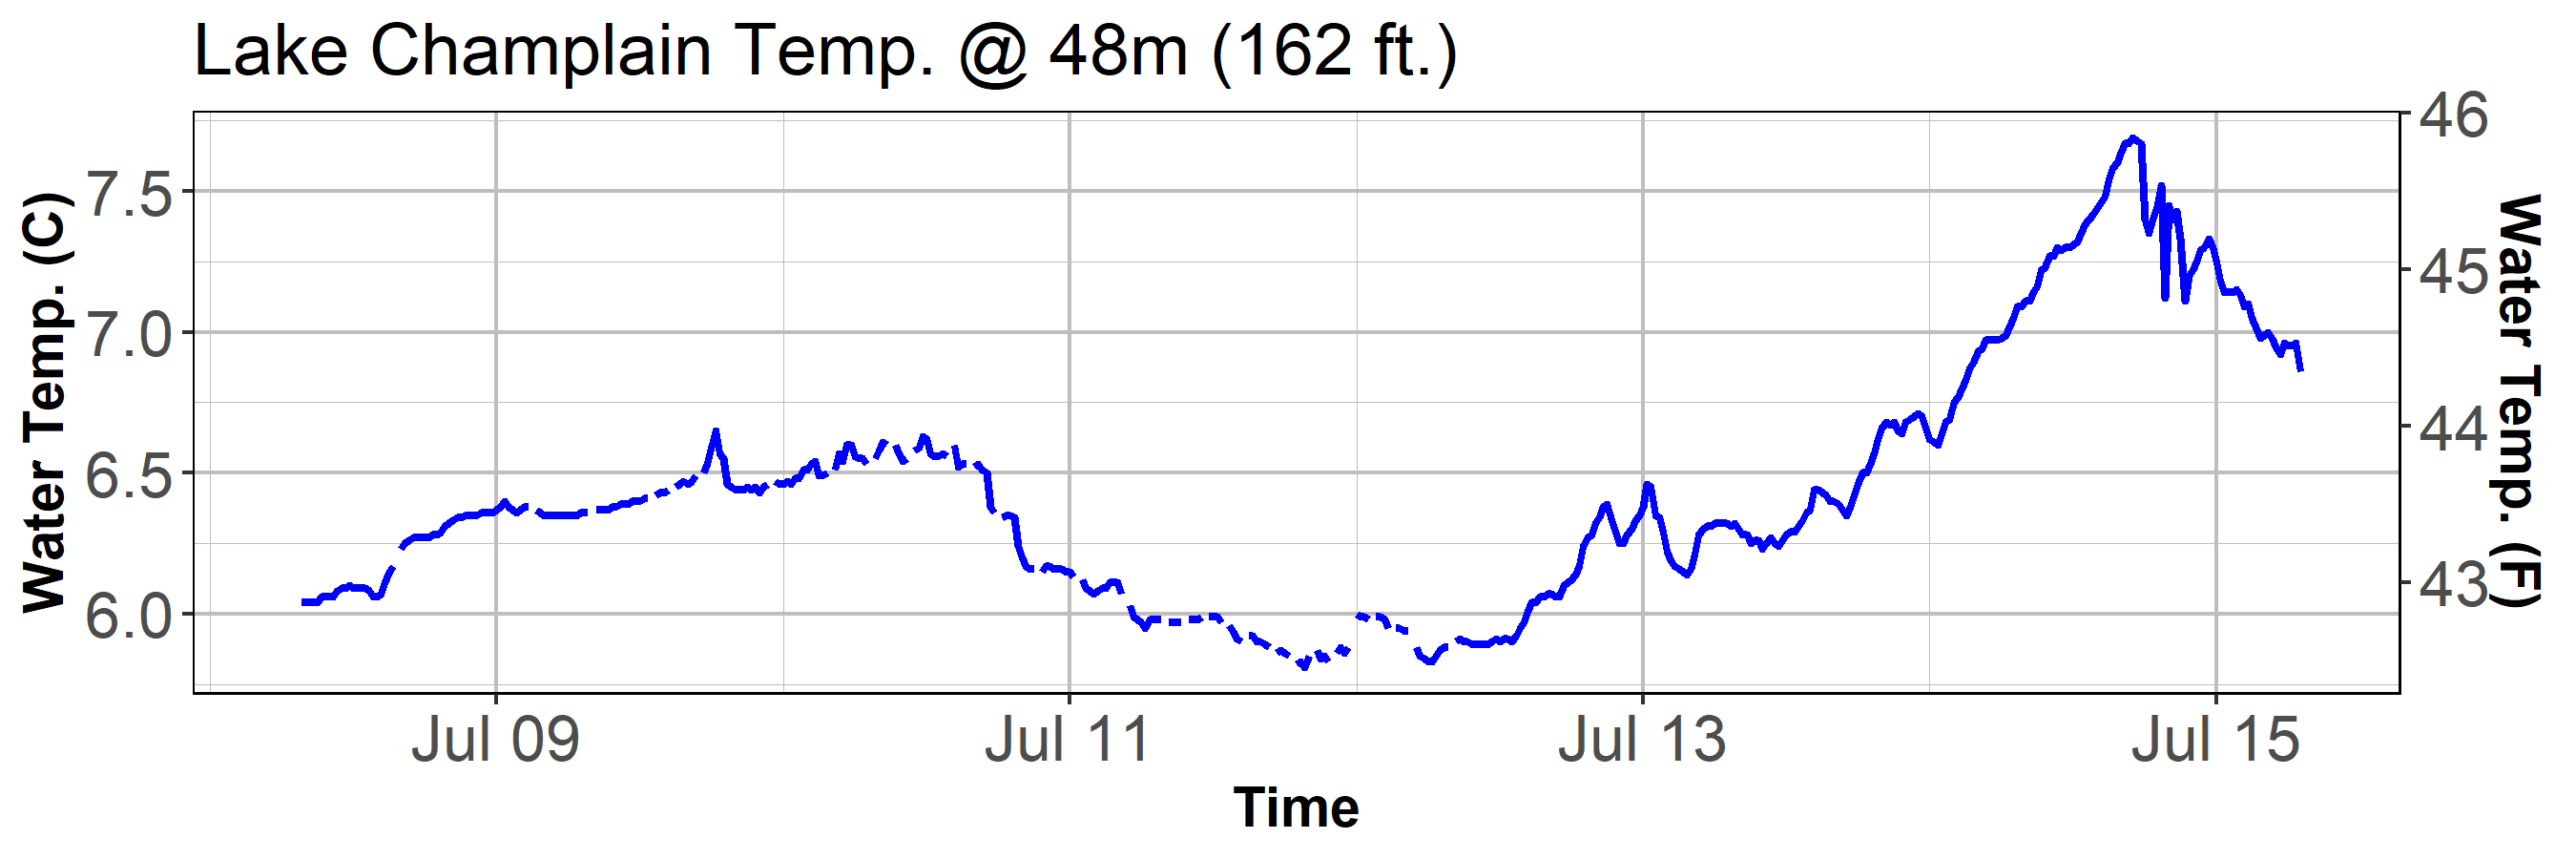 Lake Champlain Temp. @ 48m (162 ft.)
Water Temp. (C)
7.5
7.0
6.5
6.0
46
45
44
43
Water Temp. (F)
Jul 09 Jul 11 Jul 13 Jul 15
Time